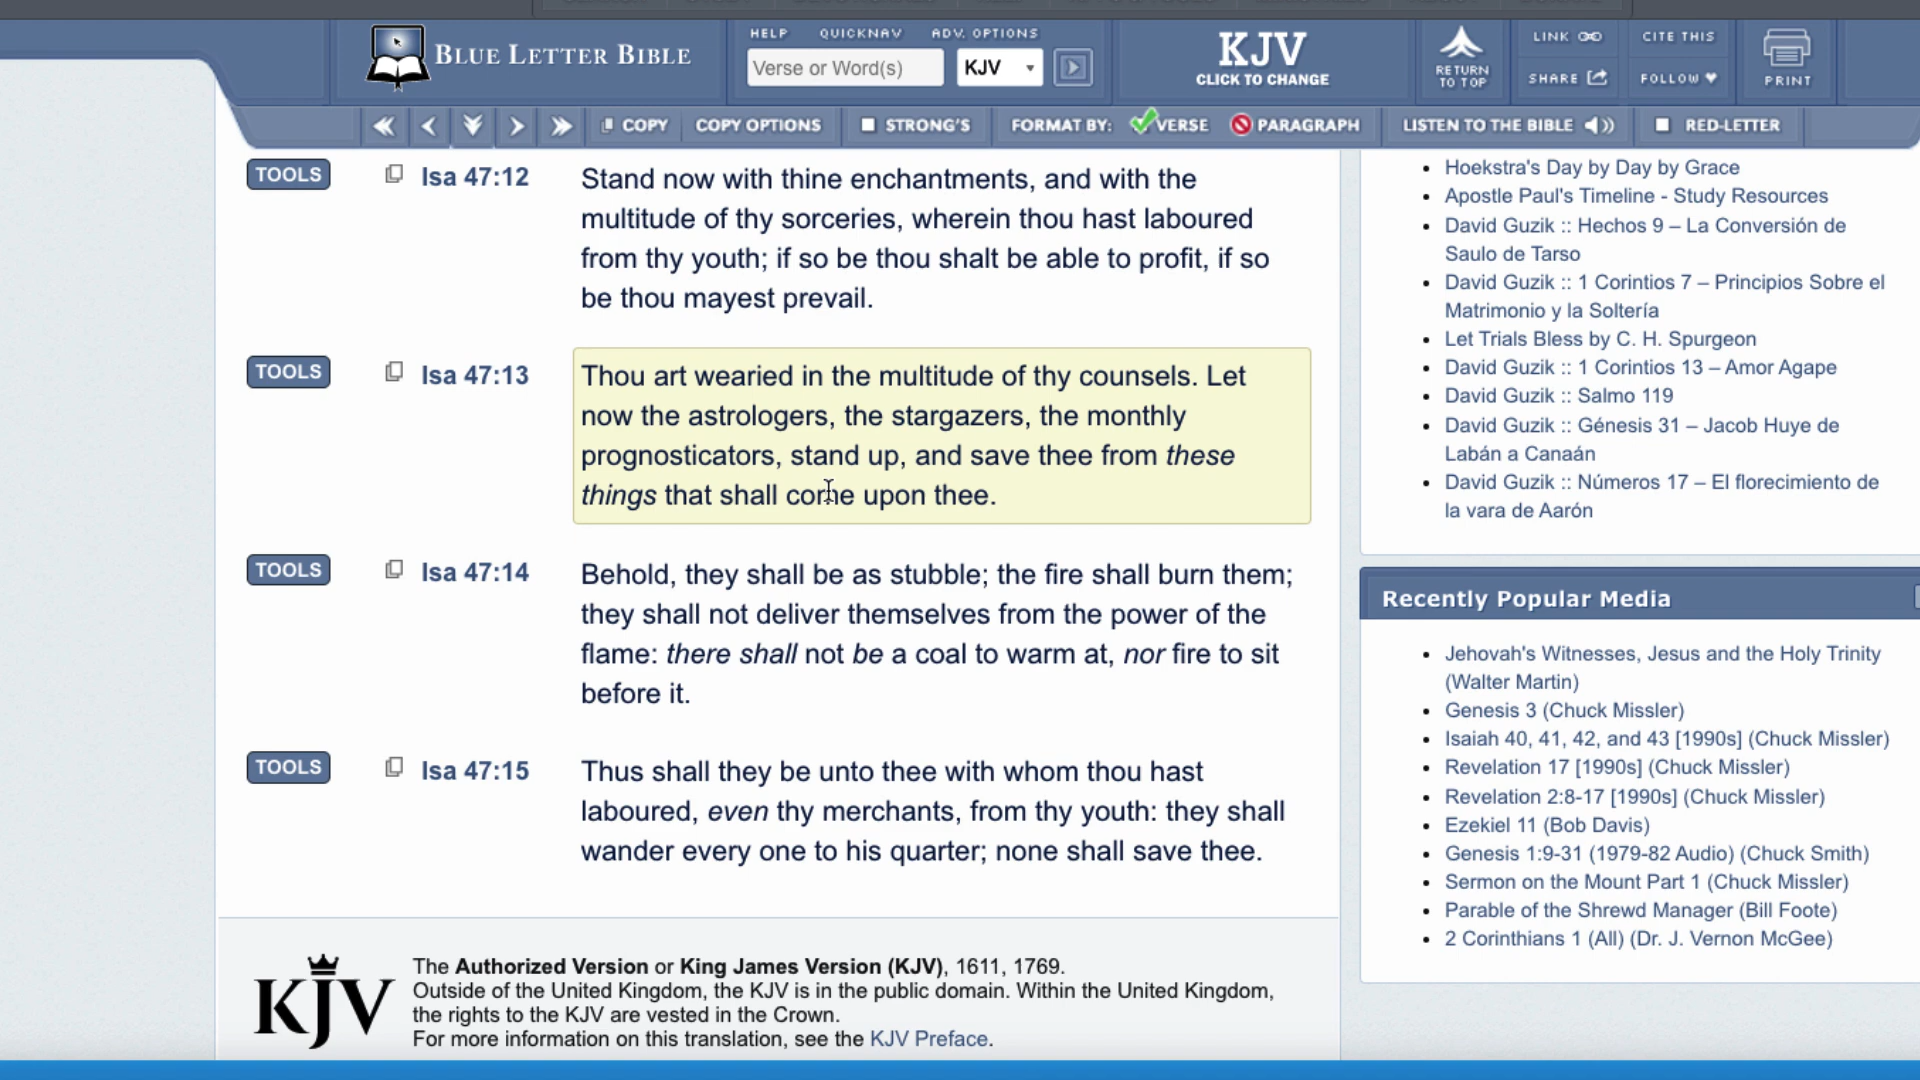 BLUE LETTER BIBLE
HELP QUICKNAV ADV. OPTIONS
Verse or Word(s) KJV
KJV
CLICK TO CHANGE
RETURN
TO TOP
LINK
SHARE
CITE THIS
FOLLOW
PRINT
COPY COPY OPTIONS STRONG'S FORMAT BY: VERSE PARAGRAPH LISTEN TO THE BIBLE RED-LETTER
TOOLS Isa 47:12 Stand now with thine enchantments, and with the
multitude of thy sorceries, wherein thou hast laboured
from thy youth; if so be thou shalt be able to profit, if so
be thou mayest prevail.
TOOLS Isa 47:13 Thou art wearied in the multitude of thy counsels. Let
now the astrologers, the stargazers, the monthly
prognosticators, stand up, and save thee from these
things that shall come upon thee.
TOOLS Isa 47:14 Behold, they shall be as stubble; the fire shall burn them;
they shall not deliver themselves from the power of the
flame: there shall not be a coal to warm at, nor fire to sit
before it.
TOOLS Isa 47:15 Thus shall they be unto thee with whom thou hast
laboured, even thy merchants, from thy youth: they shall
wander every one to his quarter; none shall save thee.
KJV
The Authorized Version or King James Version (KJV), 1611, 1769.
Outside of the United Kingdom, the KJV is in the public domain. Within the United Kingdom,
the rights to the KJV are vested in the Crown.
For more information on this translation, see the KJV Preface.
Hoekstra's Day by Day by Grace
Apostle Paul's Timeline - Study Resources
David Guzik :: Hechos 9 – La Conversión de
Saulo de Tarso
David Guzik :: 1 Corintios 7 – Principios Sobre el
Matrimonio y la Soltería
Let Trials Bless by C. H. Spurgeon
David Guzik :: 1 Corintios 13 – Amor Agape
David Guzik :: Salmo 119
David Guzik :: Génesis 31 – Jacob Huye de
Labán a Canaán
David Guzik :: Números 17 – El florecimiento de
la vara de Aarón
Recently Popular Media
Jehovah's Witnesses, Jesus and the Holy Trinity
(Walter Martin)
Genesis 3 (Chuck Missler)
Isaiah 40, 41, 42, and 43 [1990s] (Chuck Missler)
Revelation 17 [1990s] (Chuck Missler)
Revelation 2:8-17 [1990s] (Chuck Missler)
Ezekiel 11 (Bob Davis)
Genesis 1:9-31 (1979-82 Audio) (Chuck Smith)
Sermon on the Mount Part 1 (Chuck Missler)
Parable of the Shrewd Manager (Bill Foote)
2 Corinthians 1 (All) (Dr. J. Vernon McGee)